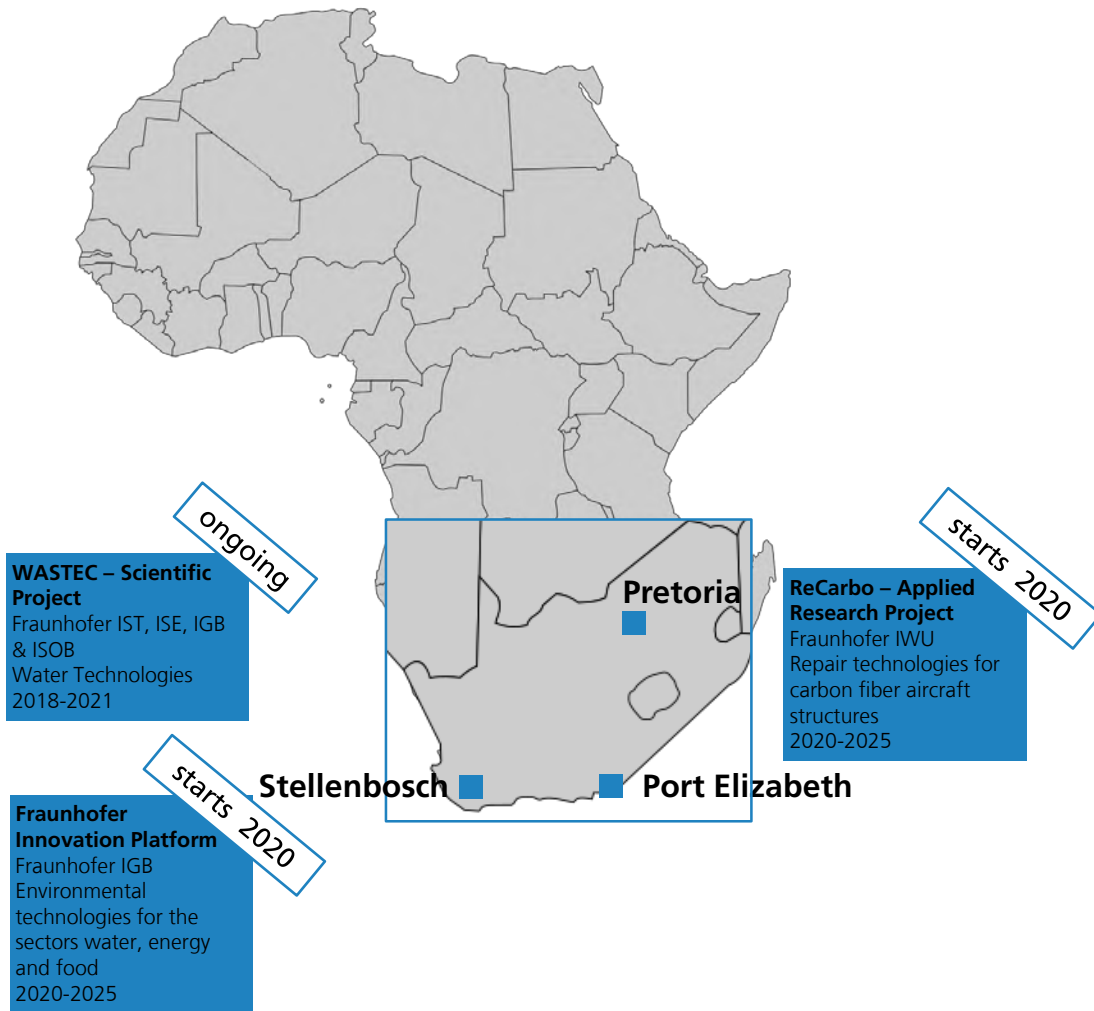 ongoing
WASTEC – Scientific
Project
Fraunhofer IST, ISE, IGB
& ISOB
Water Technologies
2018-2021
starts 2020
Fraunhofer
Innovation Platform
Fraunhofer IGB
Environmental
technologies for the
sectors water, energy
and food
2020-2025
Pretoria
Stellenbosch
Port Elizabeth
starts 2020
ReCarbo – Applied
Research Project
Fraunhofer IWU
Repair technologies for
carbon fiber aircraft
structures
2020-2025